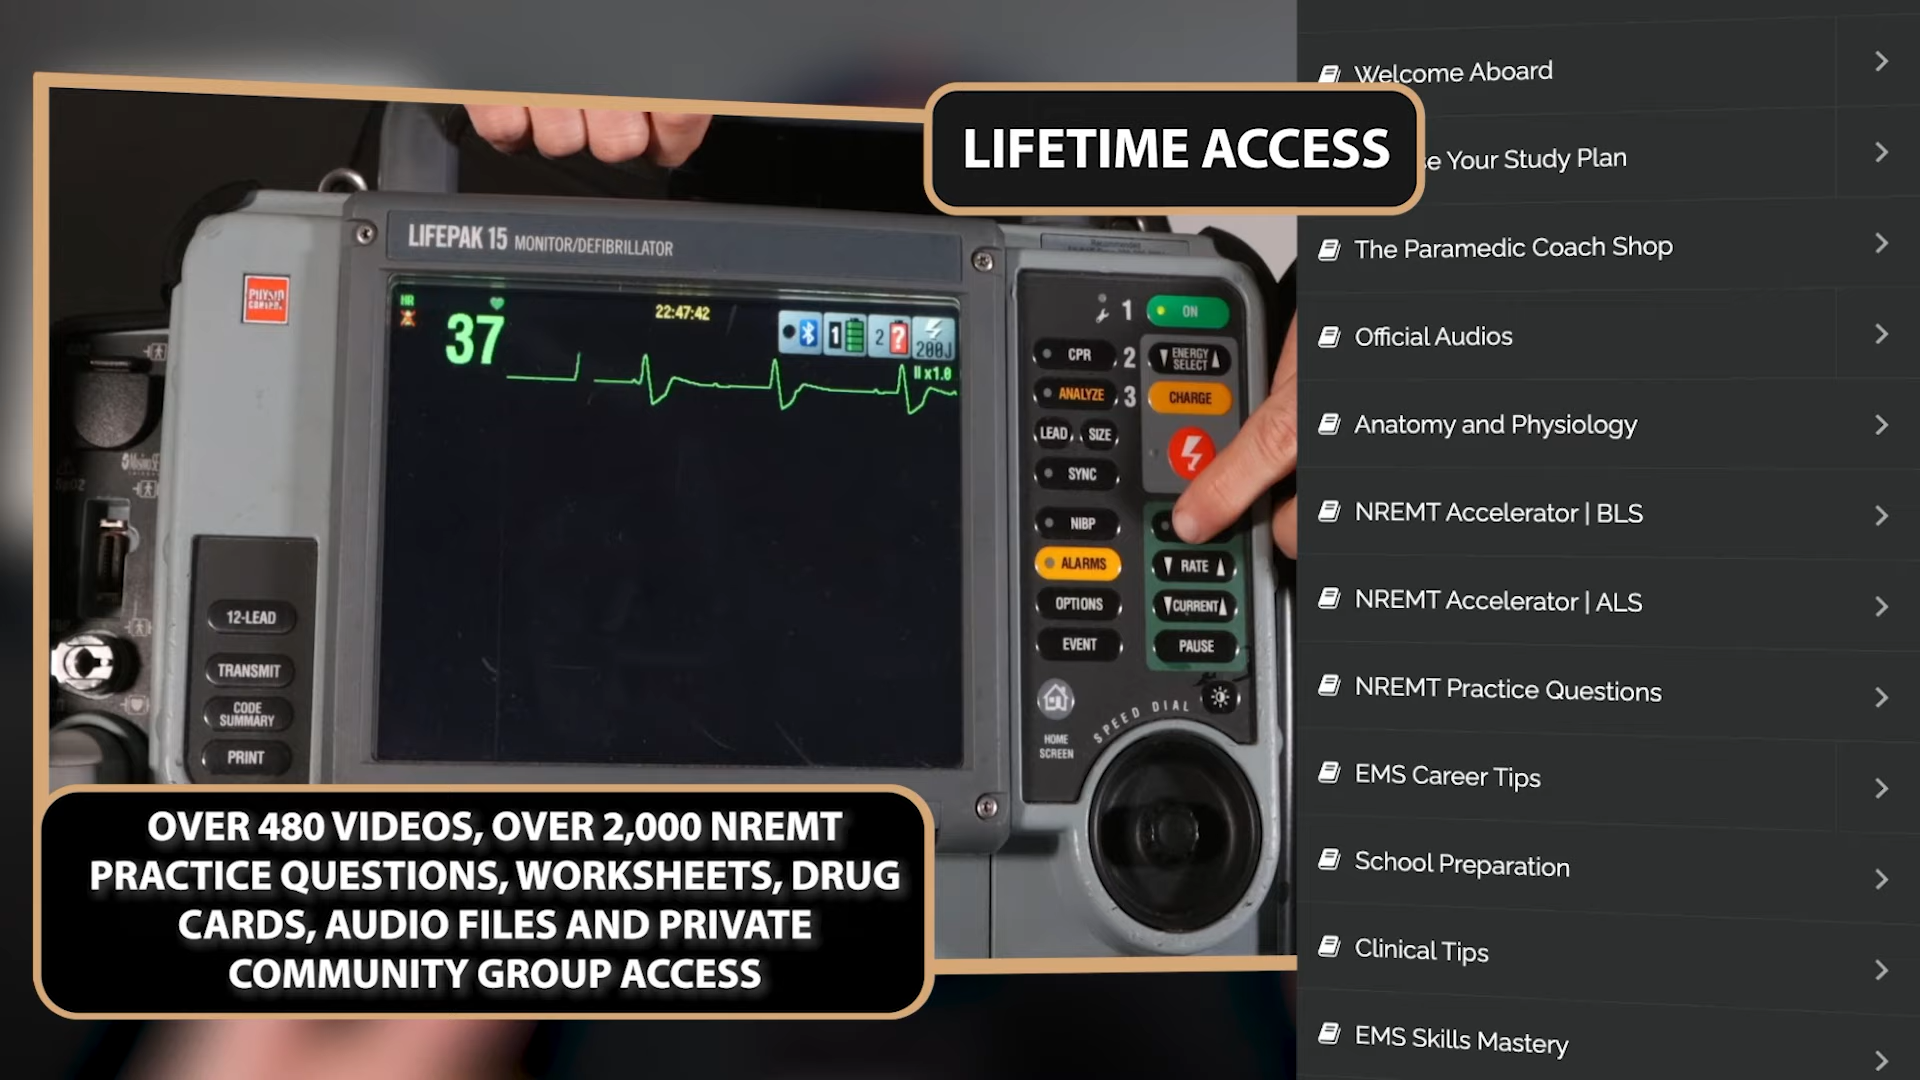 LIFETIME ACCESS
LIFEPAK 15 MONITOR/DEFIBRILLATOR
PHYSIO
CONTROL
HR
37
22:47:42
1
2
200J
II x1.0
12-LEAD
TRANSMIT
CODE
SUMMARY
PRINT
1
ON
CPR
2
ENERGY
SELECT
ANALYZE
3
CHARGE
LEAD
SIZE
SYNC
NIBP
ALARMS
RATE
OPTIONS
CURRENT
EVENT
PAUSE
HOME
SCREEN
SPEED DIAL
OVER 480 VIDEOS, OVER 2,000 NREMT
PRACTICE QUESTIONS, WORKSHEETS, DRUG
CARDS, AUDIO FILES AND PRIVATE
COMMUNITY GROUP ACCESS
Welcome Aboard
Your Study Plan
The Paramedic Coach Shop
Official Audios
Anatomy and Physiology
NREMT Accelerator | BLS
NREMT Accelerator | ALS
NREMT Practice Questions
EMS Career Tips
School Preparation
Clinical Tips
EMS Skills Mastery